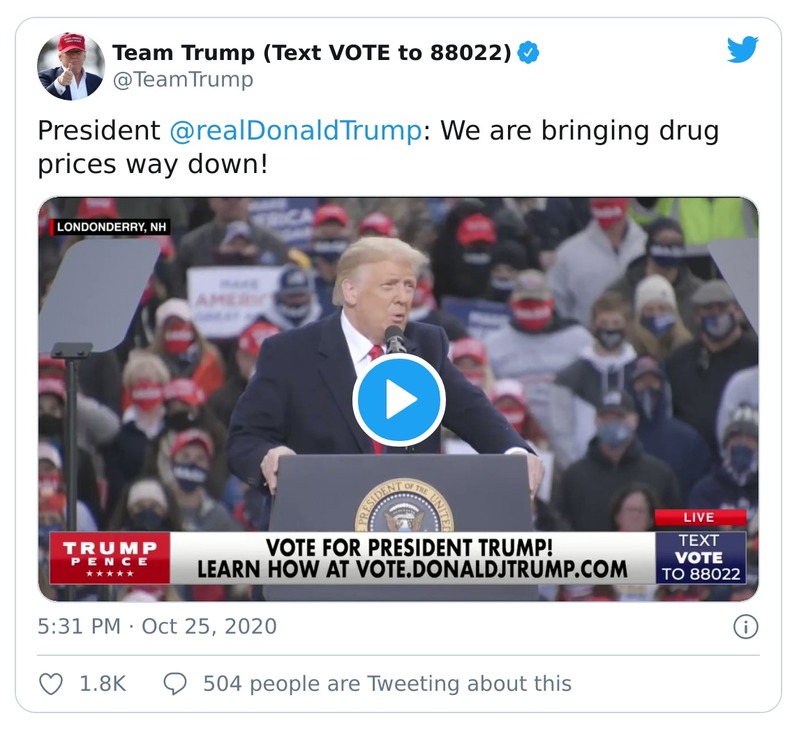 Team Trump (Text VOTE to 88022)
@TeamTrump
President @realDonaldTrump: We are bringing drug
prices way down!
LONDONDERRY, NH
MAKE
AMERICA
GREAT
PRESIDENT OF THE UNITED
LIVE
TRUMP
PENCE
VOTE FOR PRESIDENT TRUMP!
LEARN HOW AT VOTE.DONALDJTRUMP.COM
TEXT
VOTE
TO 88022
5:31 PM · Oct 25, 2020
1.8K
504 people are Tweeting about this